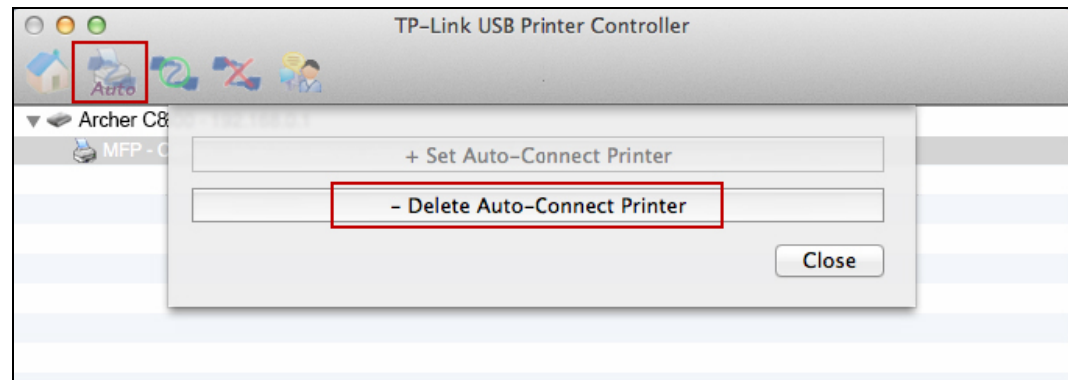 TP-Link USB Printer Controller
Auto
Archer C8
+ Set Auto-Connect Printer
MFP - C
- Delete Auto-Connect Printer
Close